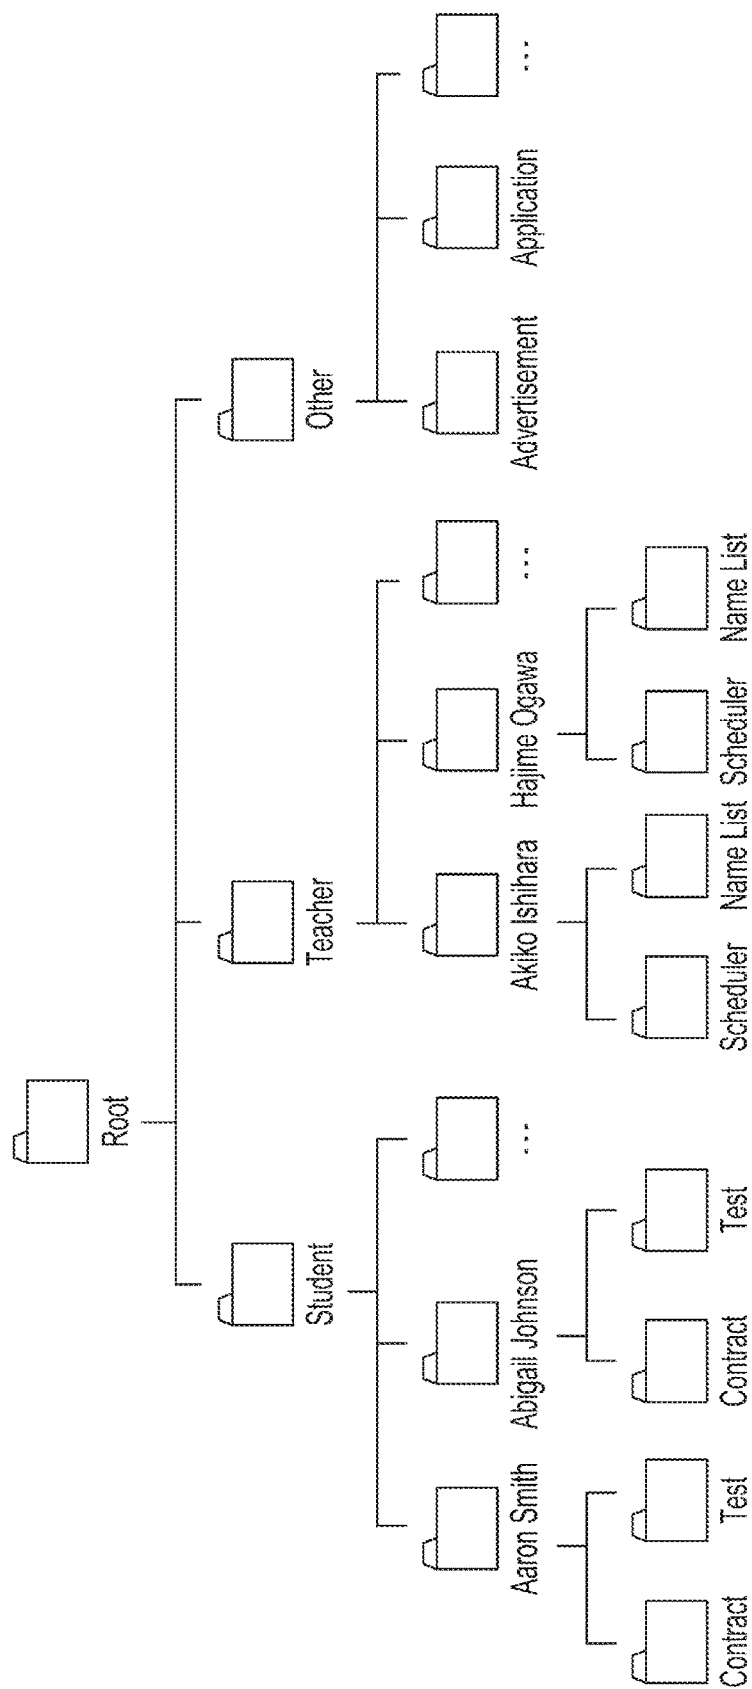 Root
Student
Teacher
Other
Aaron Smith
Abigail Johnson
...
Akiko Ishihara
Hajime Ogawa
...
Advertisement
Application
...
Contract
Test
Contract
Test
Scheduler
Name List
Scheduler
Name List